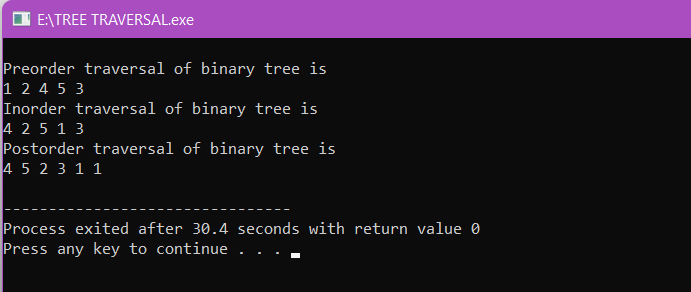 E:\TREE TRAVERSAL.exe
Preorder traversal of binary tree is
1 2 4 5 3
Inorder traversal of binary tree is
4 2 5 1 3
Postorder traversal of binary tree is
4 5 2 3 1 1
--------------------------------
Process exited after 30.4 seconds with return value 0
Press any key to continue . . .